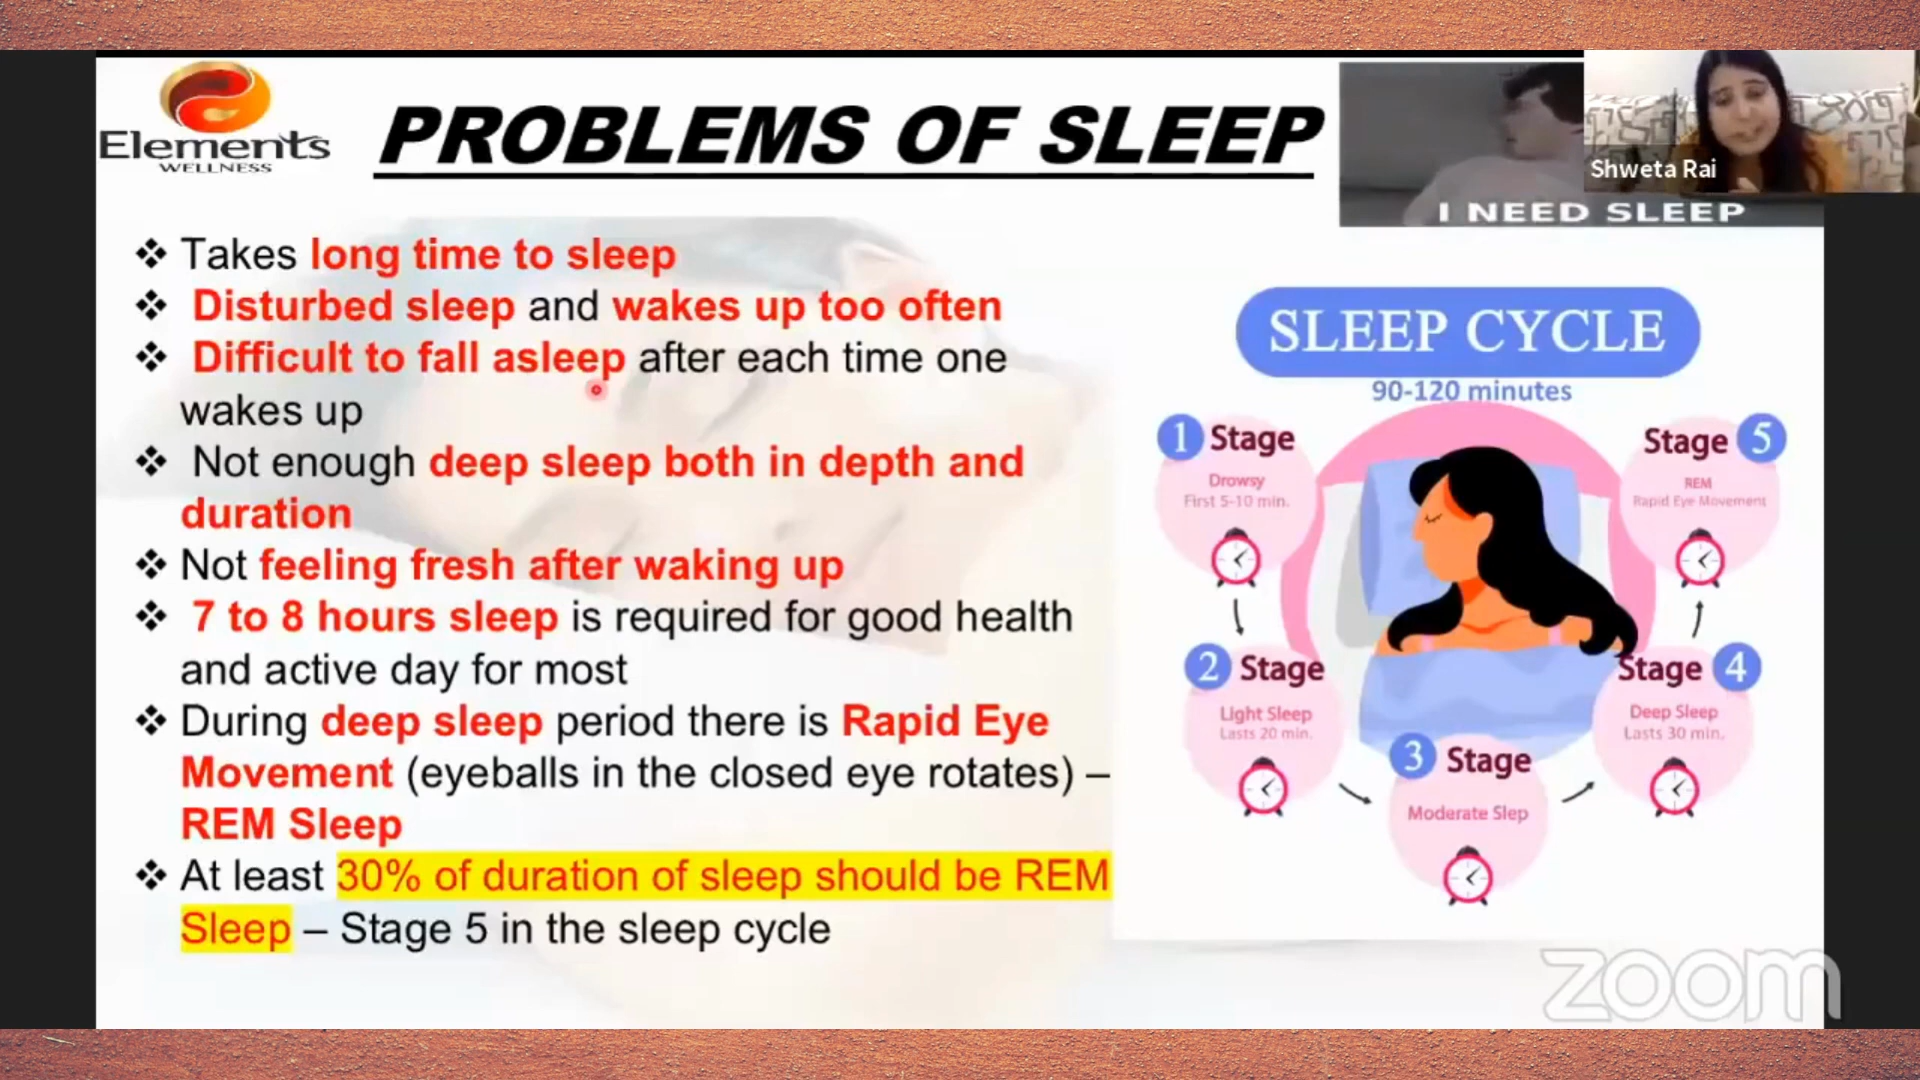 Elements
WELLNESS
PROBLEMS OF SLEEP
Shweta Rai
I NEED SLEEP
❖ Takes long time to sleep
❖ Disturbed sleep and wakes up too often
❖ Difficult to fall asleep after each time one
wakes up
❖ Not enough deep sleep both in depth and
duration
❖ Not feeling fresh after waking up
❖ 7 to 8 hours sleep is required for good health
and active day for most
❖ During deep sleep period there is Rapid Eye
Movement (eyeballs in the closed eye rotates) –
REM Sleep
❖ At least 30% of duration of sleep should be REM
Sleep – Stage 5 in the sleep cycle
SLEEP CYCLE
90-120 minutes
1 Stage
Drowsy
First 5-10 min.
2 Stage
Light Sleep
Lasts 20 min.
3 Stage
Moderate Slep
Stage 4
Deep Sleep
Lasts 30 min.
Stage 5
REM
Rapid Eye Movement
zoom